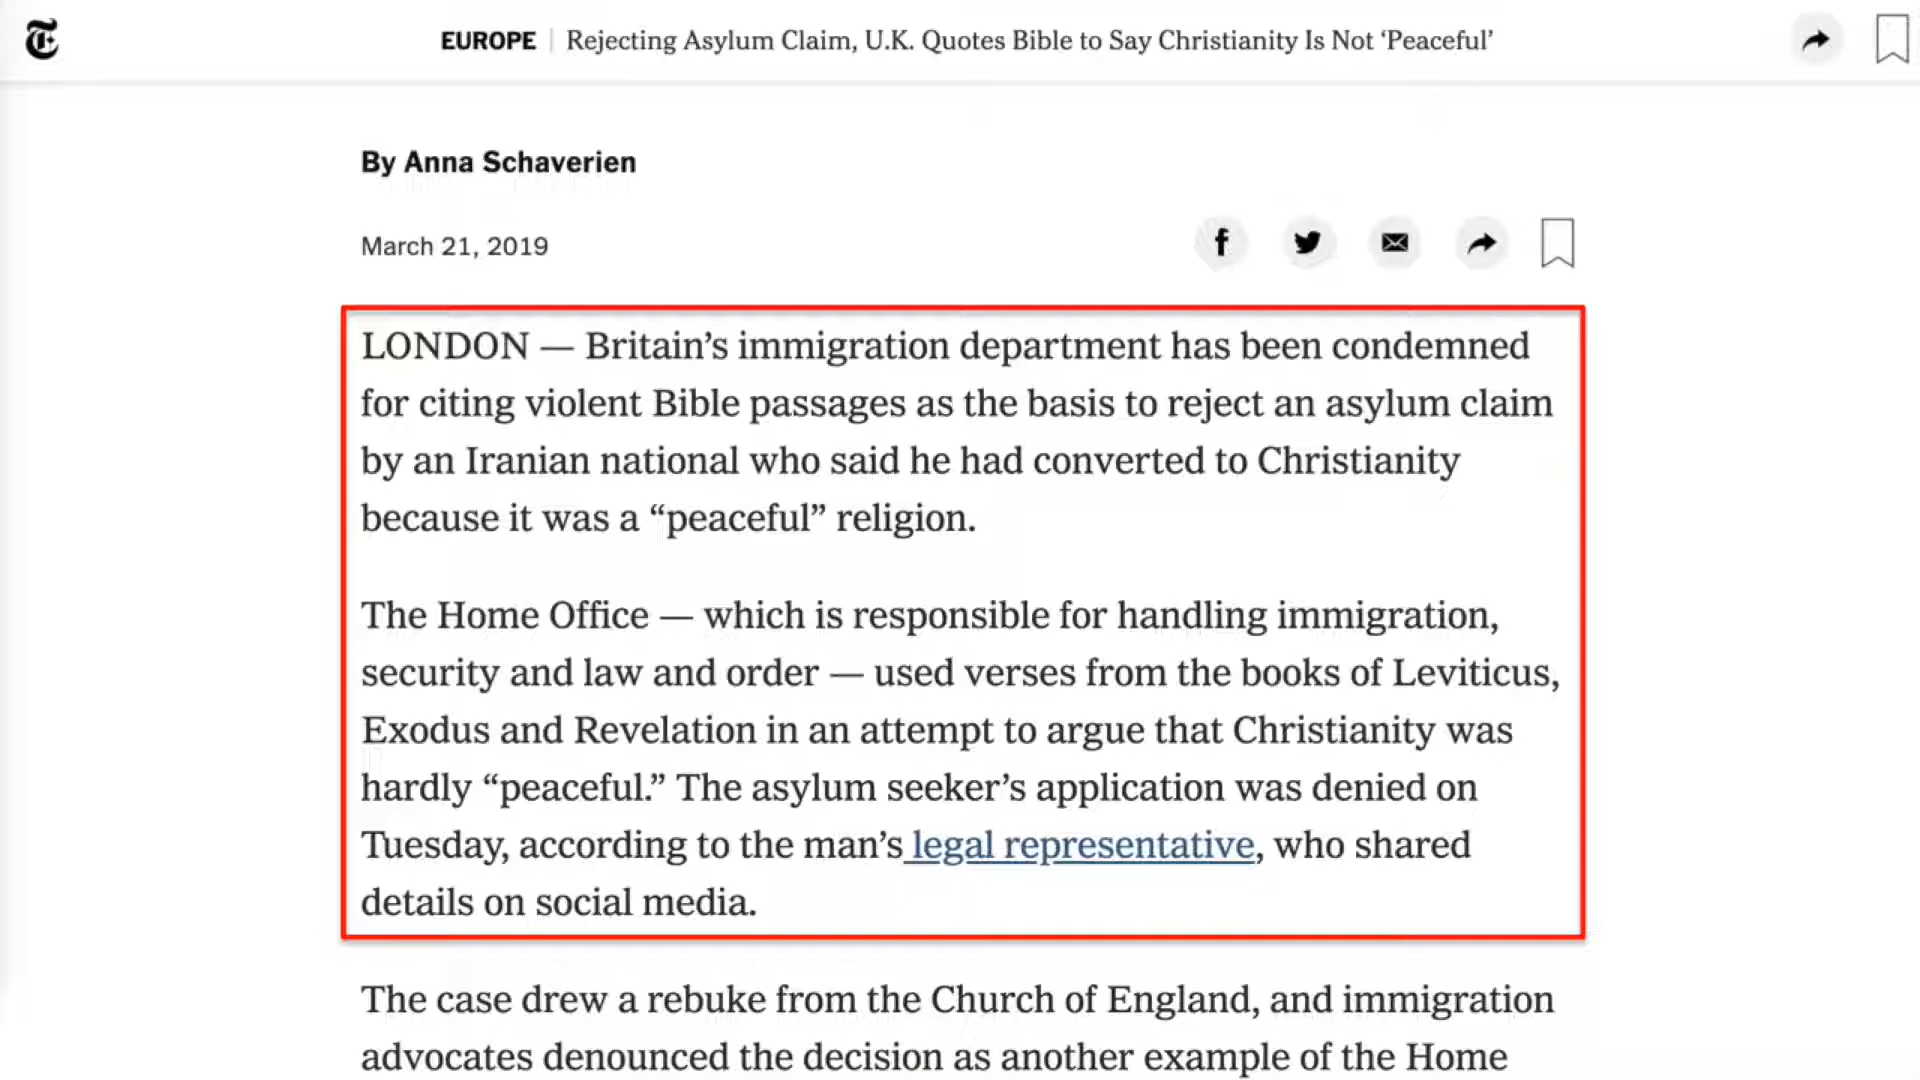 EUROPE | Rejecting Asylum Claim, U.K. Quotes Bible to Say Christianity Is Not ‘Peaceful’
By Anna Schaverien
March 21, 2019
LONDON — Britain’s immigration department has been condemned
for citing violent Bible passages as the basis to reject an asylum claim
by an Iranian national who said he had converted to Christianity
because it was a “peaceful” religion.
The Home Office — which is responsible for handling immigration,
security and law and order — used verses from the books of Leviticus,
Exodus and Revelation in an attempt to argue that Christianity was
hardly “peaceful.” The asylum seeker’s application was denied on
Tuesday, according to the man’s legal representative, who shared
details on social media.
The case drew a rebuke from the Church of England, and immigration
advocates denounced the decision as another example of the Home